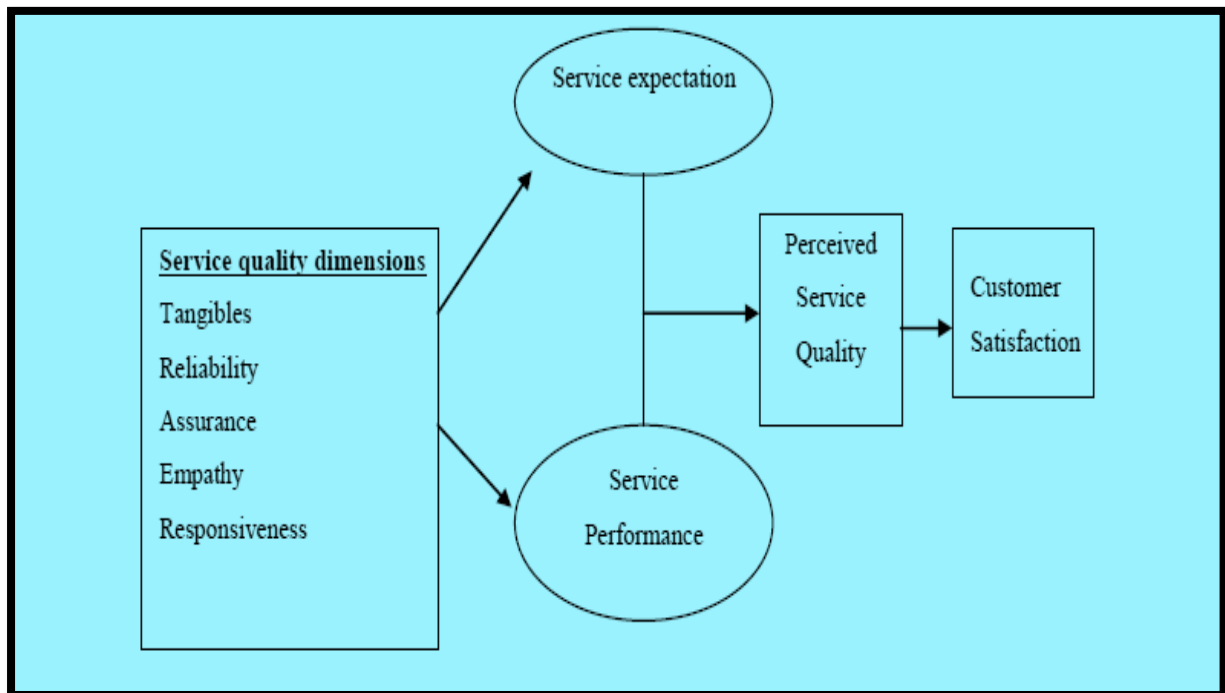 Service expectation
Service quality dimensions
Tangibles
Reliability
Assurance
Empathy
Responsiveness
Service
Performance
Perceived
Service
Quality
Customer
Satisfaction